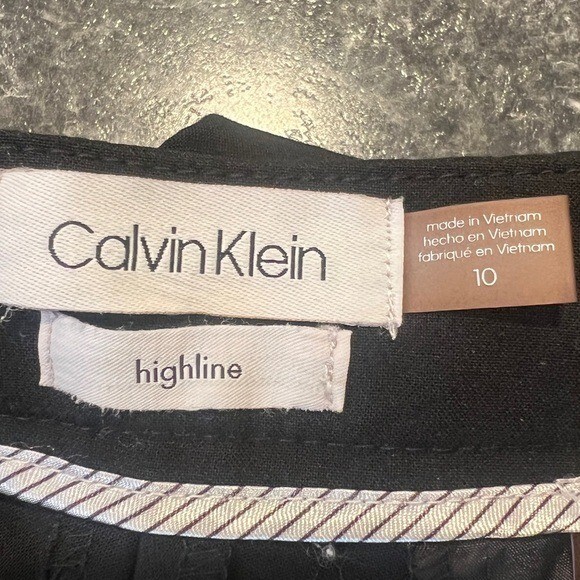 Calvin Klein
made in Vietnam
hecho en Vietnam
fabriqué en Vietnam
10
highline